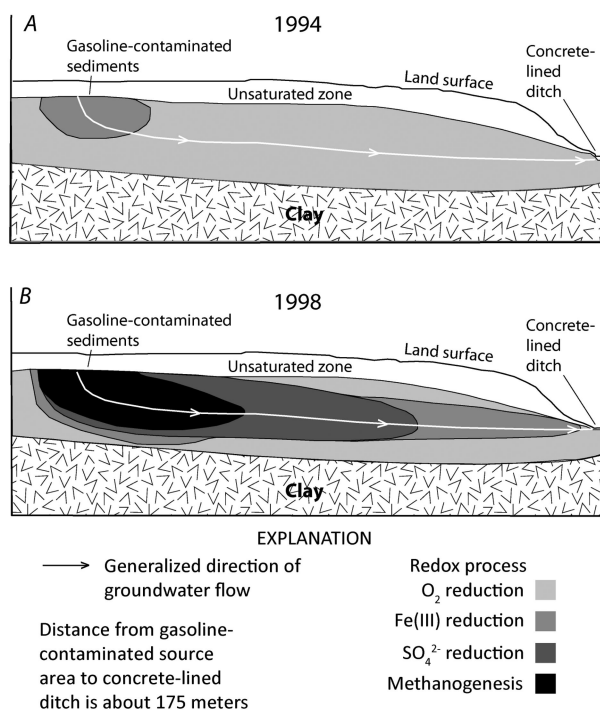 A
1994
Gasoline-contaminated
sediments
Concrete-
lined
ditch
Land surface
Unsaturated zone
Clay
B
1998
Gasoline-contaminated
sediments
Concrete-
lined
ditch
Land surface
Unsaturated zone
Clay
EXPLANATION
Generalized direction of
groundwater flow
Distance from gasoline-
contaminated source
area to concrete-lined
ditch is about 175 meters
Redox process
O₂ reduction
Fe(III) reduction
SO₄²⁻ reduction
Methanogenesis